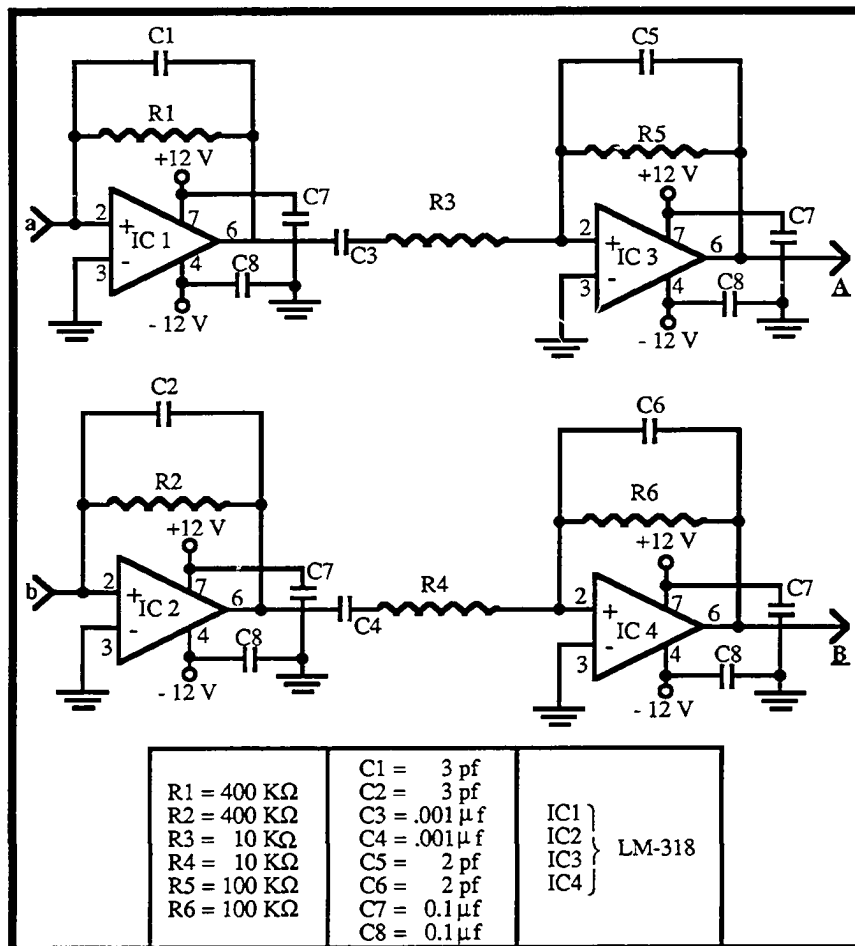 C1
R1
+12 V
C7
a
2
+
7
IC 1
6
-
3
4
C8
- 12 V
C3
R3
C5
R5
+12 V
C7
2
+
7
IC 3
6
-
3
4
C8
- 12 V
A
C2
R2
+12 V
C7
b
2
+
7
IC 2
6
-
3
4
C8
- 12 V
C4
R4
C6
R6
+12 V
C7
2
+
7
IC 4
6
-
3
4
C8
- 12 V
B
R1 = 400 KΩ
R2 = 400 KΩ
R3 = 10 KΩ
R4 = 10 KΩ
R5 = 100 KΩ
R6 = 100 KΩ
C1 = 3 pf
C2 = 3 pf
C3 = .001 μf
C4 = .001 μf
C5 = 2 pf
C6 = 2 pf
C7 = 0.1 μf
C8 = 0.1 μf
IC1
IC2
IC3
IC4
LM-318